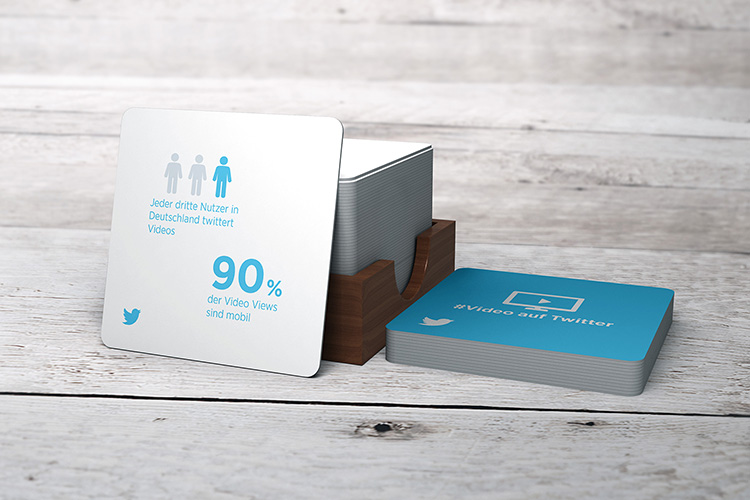 Jeder dritte Nutzer in
Deutschland twittert
Videos
90%
der Video Views
sind mobil
#Video auf Twitter